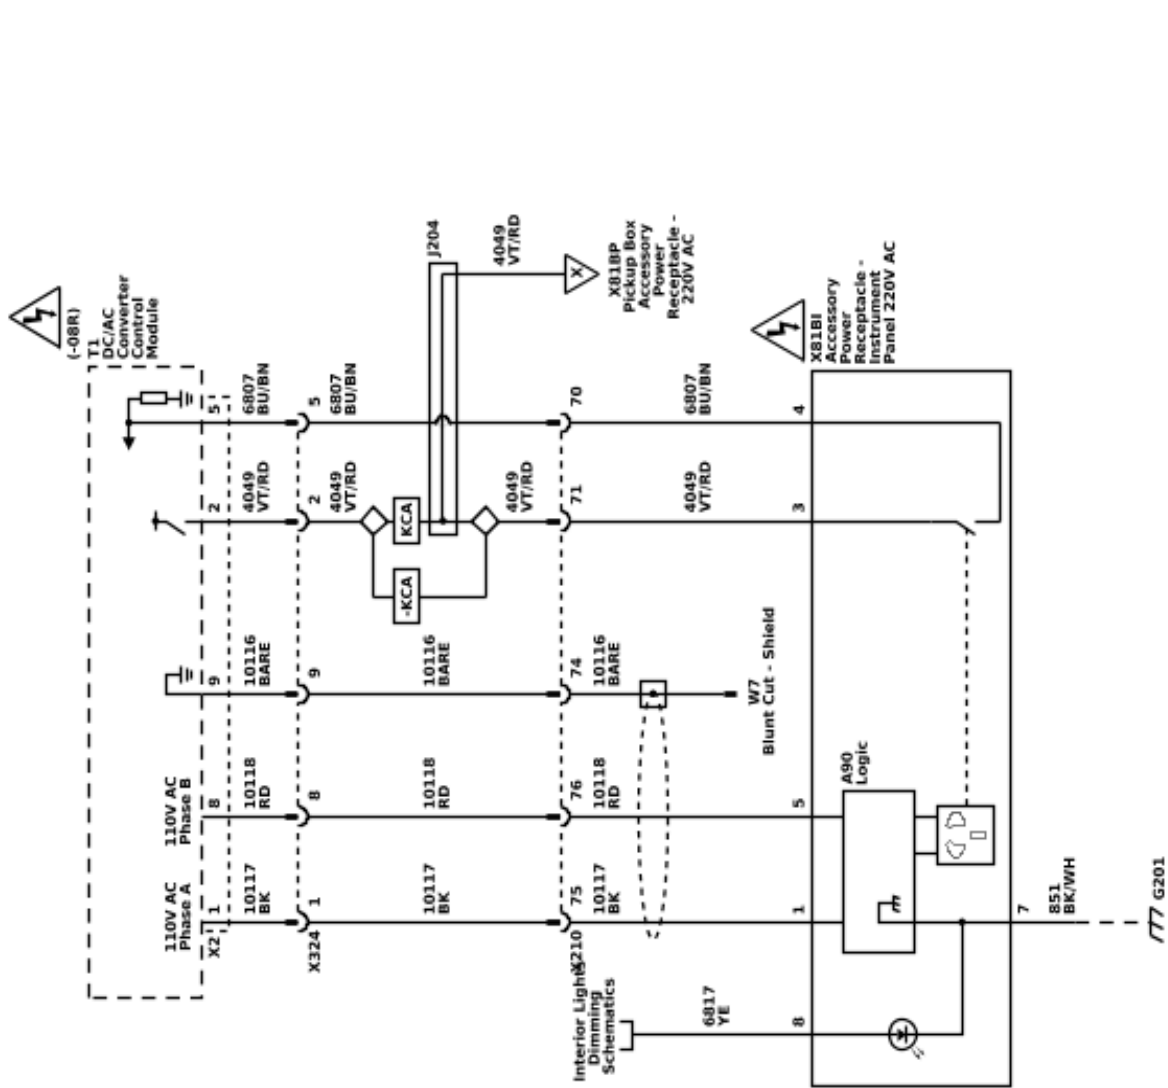 (-08R)
T1
DC/AC
Converter
Control
Module
110V AC
Phase A
110V AC
Phase B
X2
1
8
9
2
5
10117
BK
10118
RD
10116
BARE
4049
VT/RD
6807
BU/BN
X324
1
8
9
2
5
10117
BK
10118
RD
10116
BARE
4049
VT/RD
6807
BU/BN
-KCA
KCA
J204
4049
VT/RD
4049
VT/RD
X
X81BP
Pickup Box
Accessory
Power
Receptacle -
220V AC
X210
75
76
74
71
70
10117
BK
10118
RD
10116
BARE
4049
VT/RD
6807
BU/BN
Interior Lights
Dimming
Schematics
6817
YE
W7
Blunt Cut - Shield
8
1
5
3
4
X81BI
Accessory
Power
Receptacle -
Instrument
Panel 220V AC
A90
Logic
7
851
BK/WH
G201